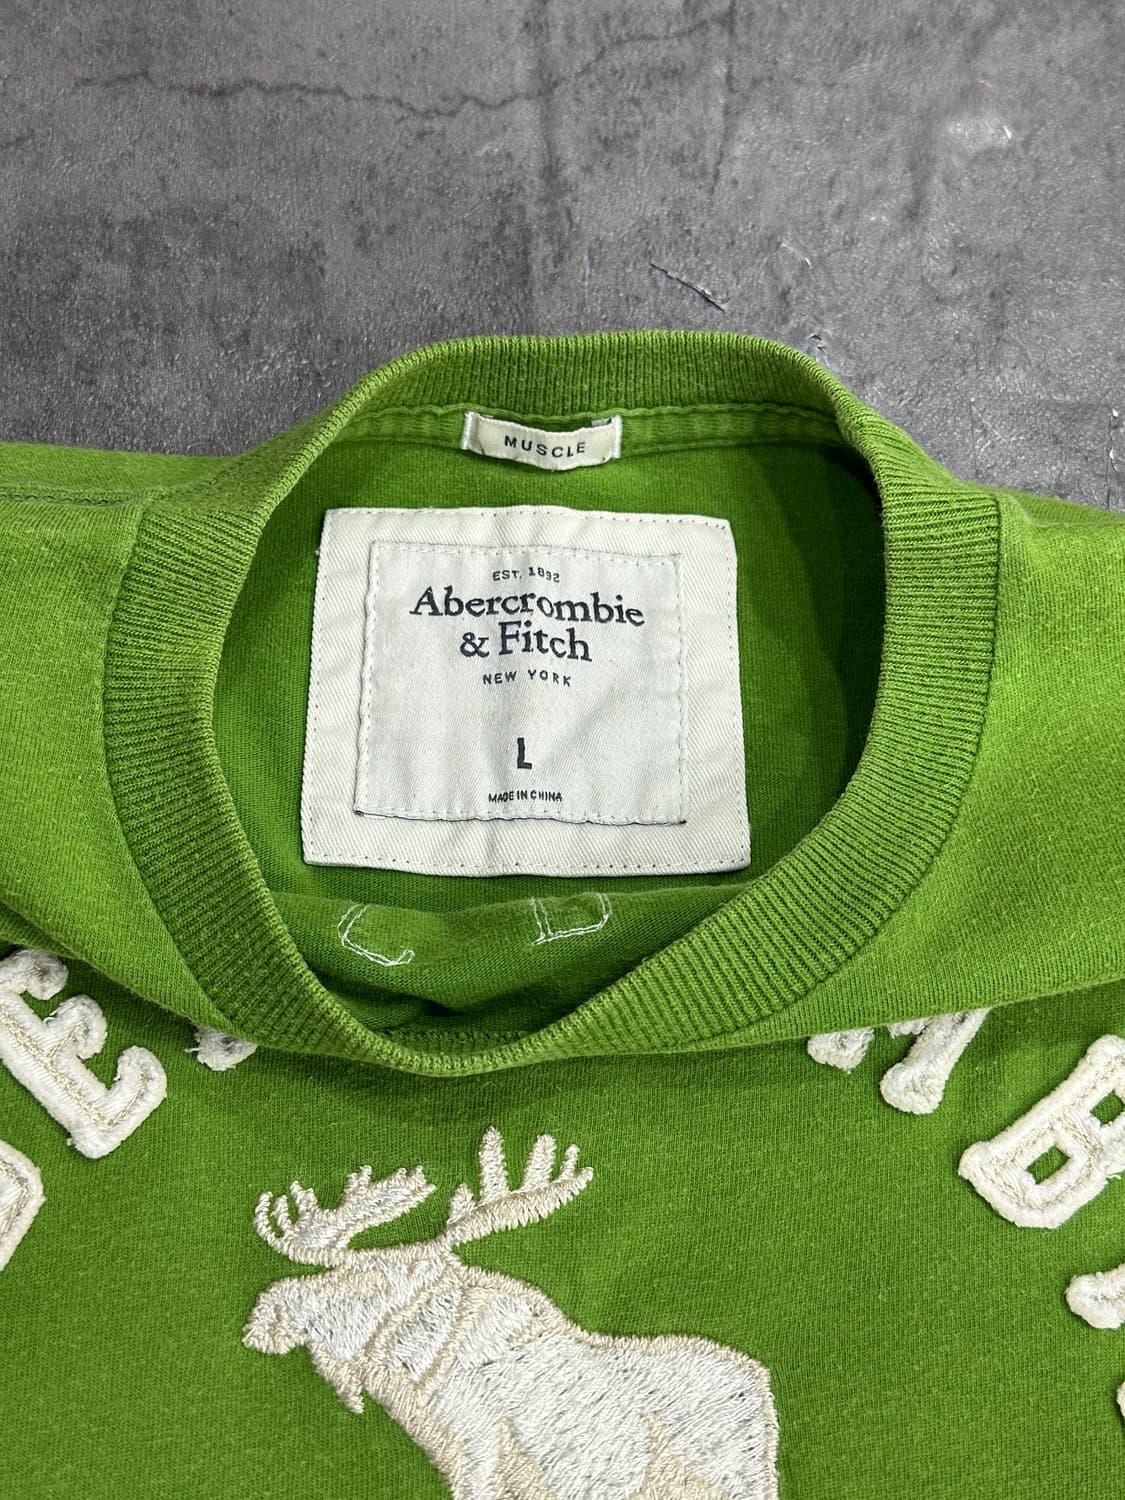 MUSCLE
EST. 1892
Abercrombie
& Fitch
NEW YORK
L
MADE IN CHINA